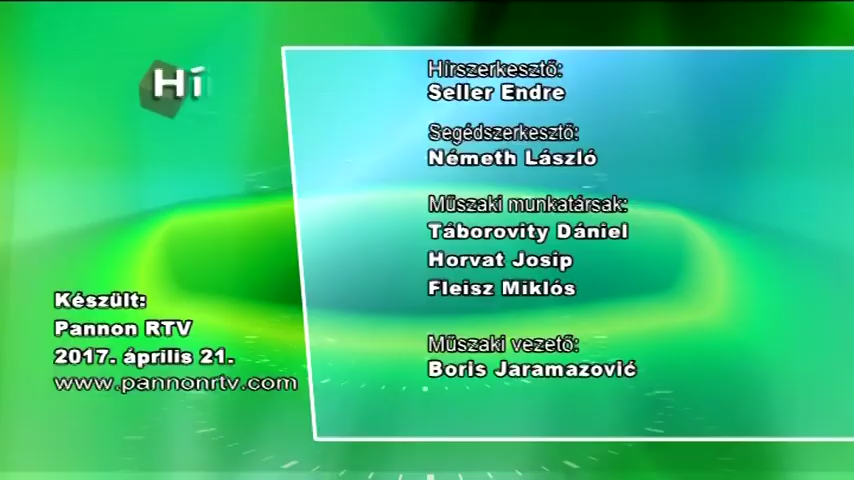 Hí
Hírszerkesztő:
Seller Endre
Segédszerkesztő:
Németh László
Műszaki munkatársak:
Táborovity Dániel
Horvat Josip
Fleisz Miklós
Műszaki vezető:
Boris Jaramazović
Készült:
Pannon RTV
2017. április 21.
www.pannonrtv.com